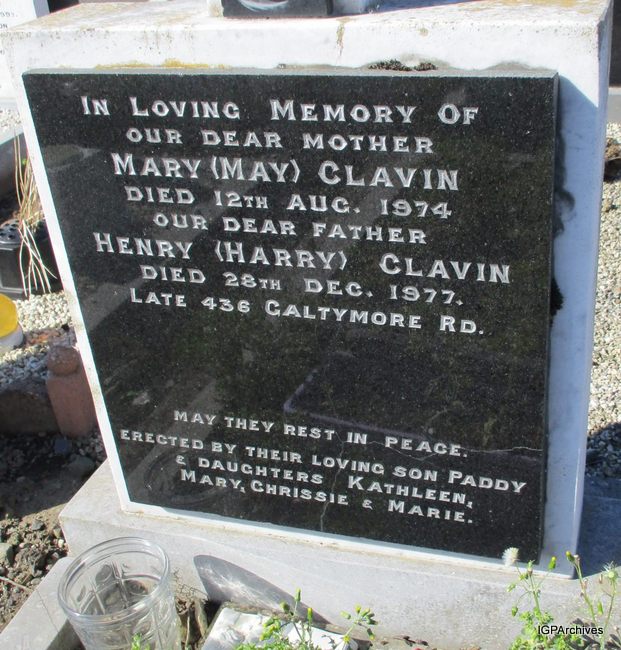 In Loving Memory Of
our dear mother
Mary (May) Clavin
died 12th Aug. 1974
our dear father
Henry (Harry) Clavin
died 28th Dec. 1977.
Late 436 Galtymore Rd.
may they rest in peace.
erected by their loving son Paddy
& daughters Kathleen,
Mary, Chrissie & Marie.
IGPArchives